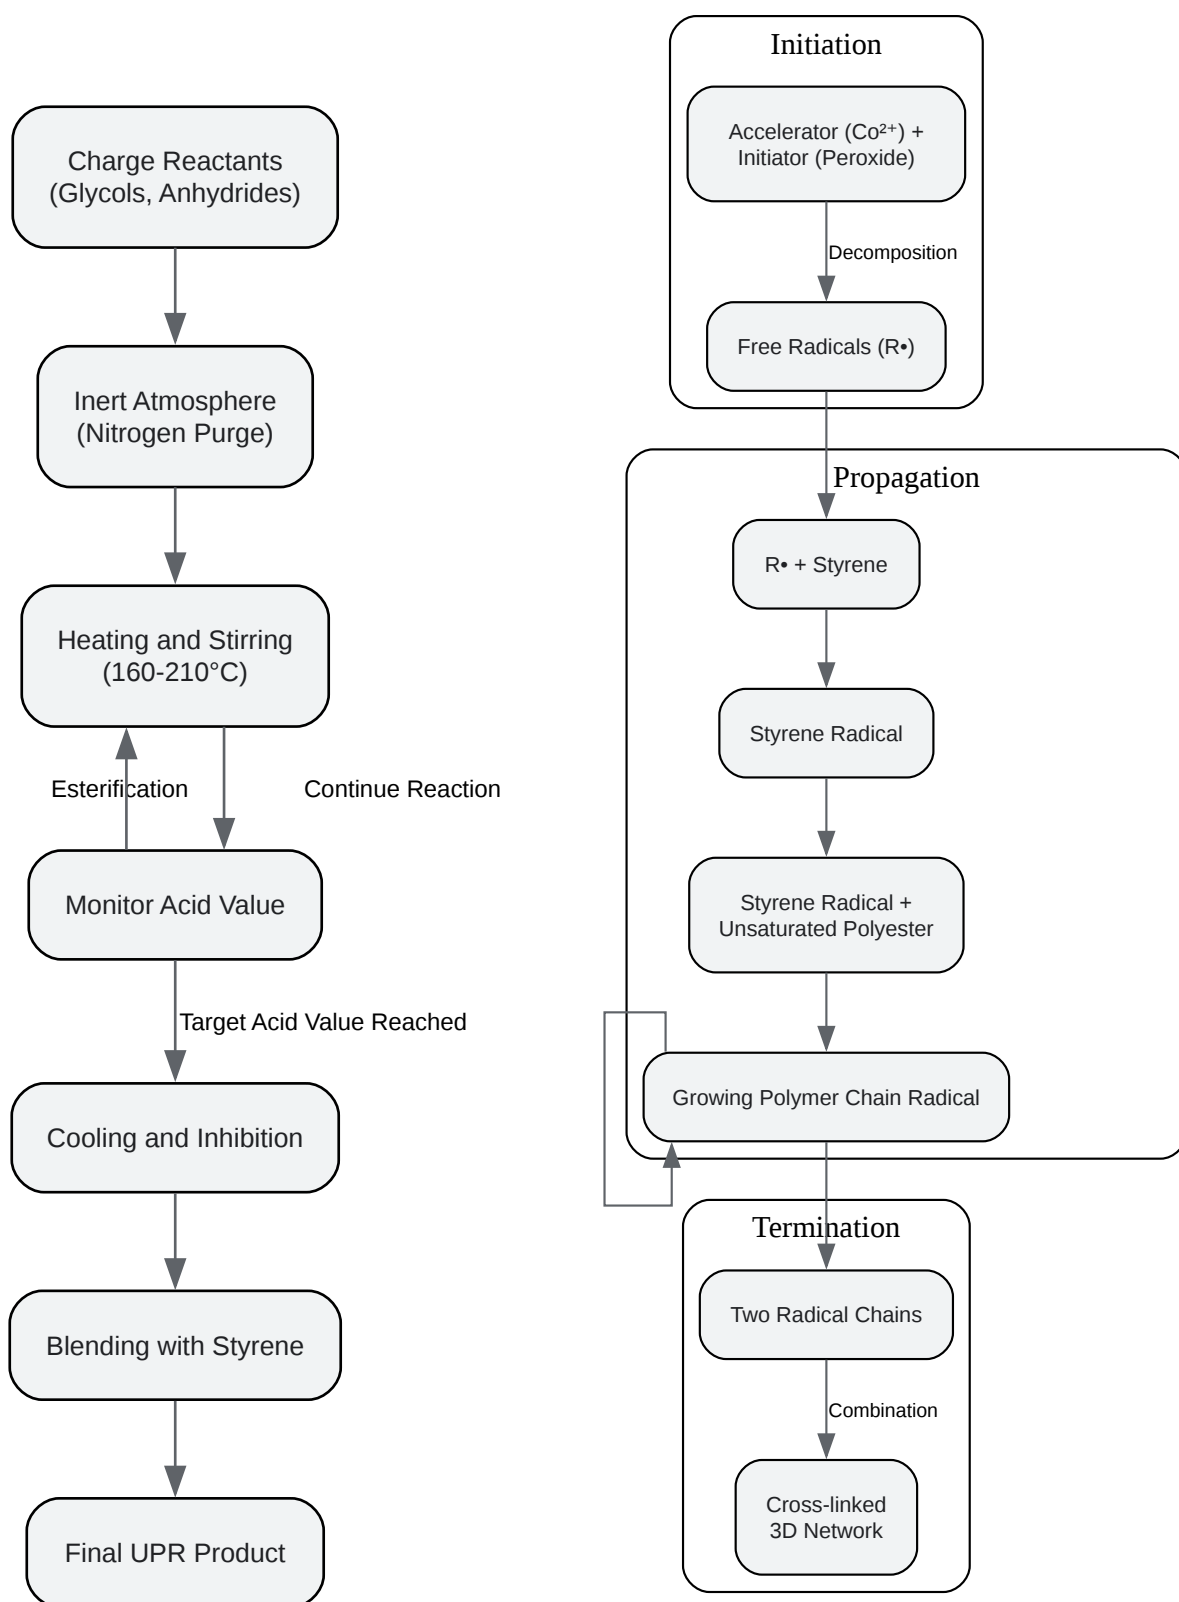 Charge Reactants
(Glycols, Anhydrides)
Inert Atmosphere
(Nitrogen Purge)
Heating and Stirring
(160-210°C)
Esterification
Continue Reaction
Monitor Acid Value
Target Acid Value Reached
Cooling and Inhibition
Blending with Styrene
Final UPR Product
Initiation
Accelerator (Co²⁺) +
Initiator (Peroxide)
Decomposition
Free Radicals (R•)
Propagation
R• + Styrene
Styrene Radical
Styrene Radical +
Unsaturated Polyester
Growing Polymer Chain Radical
Termination
Two Radical Chains
Combination
Cross-linked
3D Network